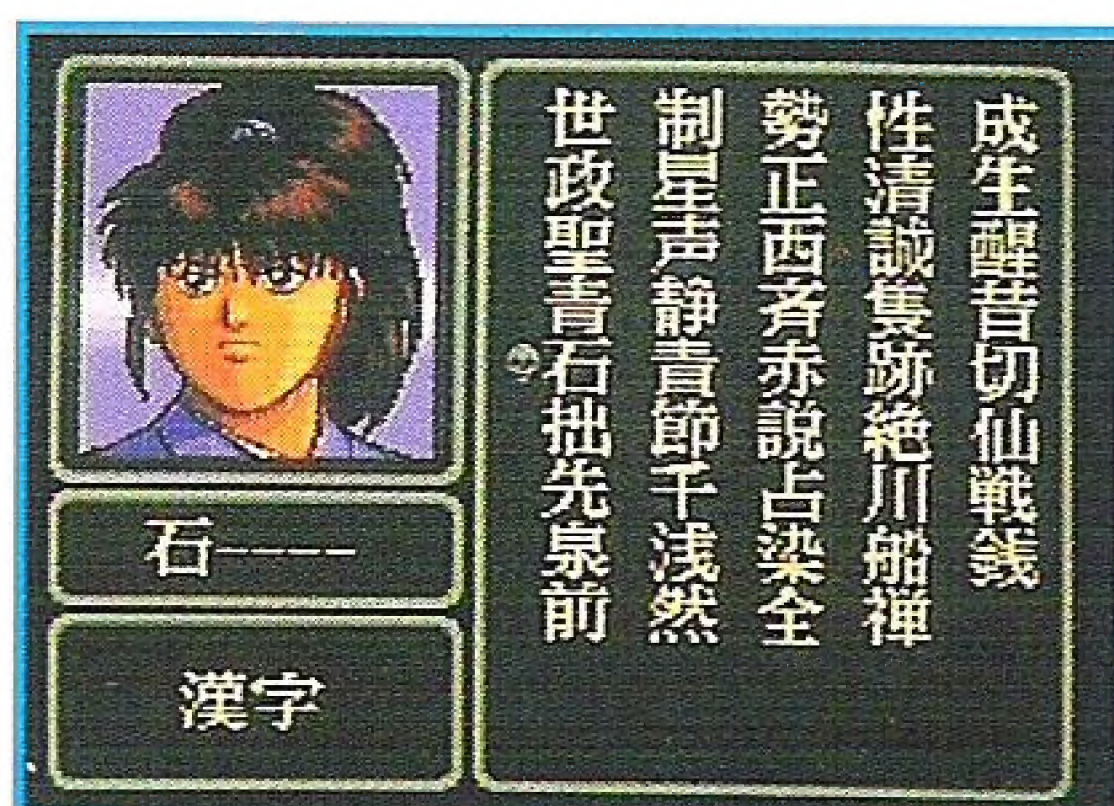 世制勢性成
政星正清生
聖声西誠醒
青静斉隻昔
石責赤跡切
拙節説絶仙
先千占川戦
泉浅染船銭
前然全禅
石----
漢字